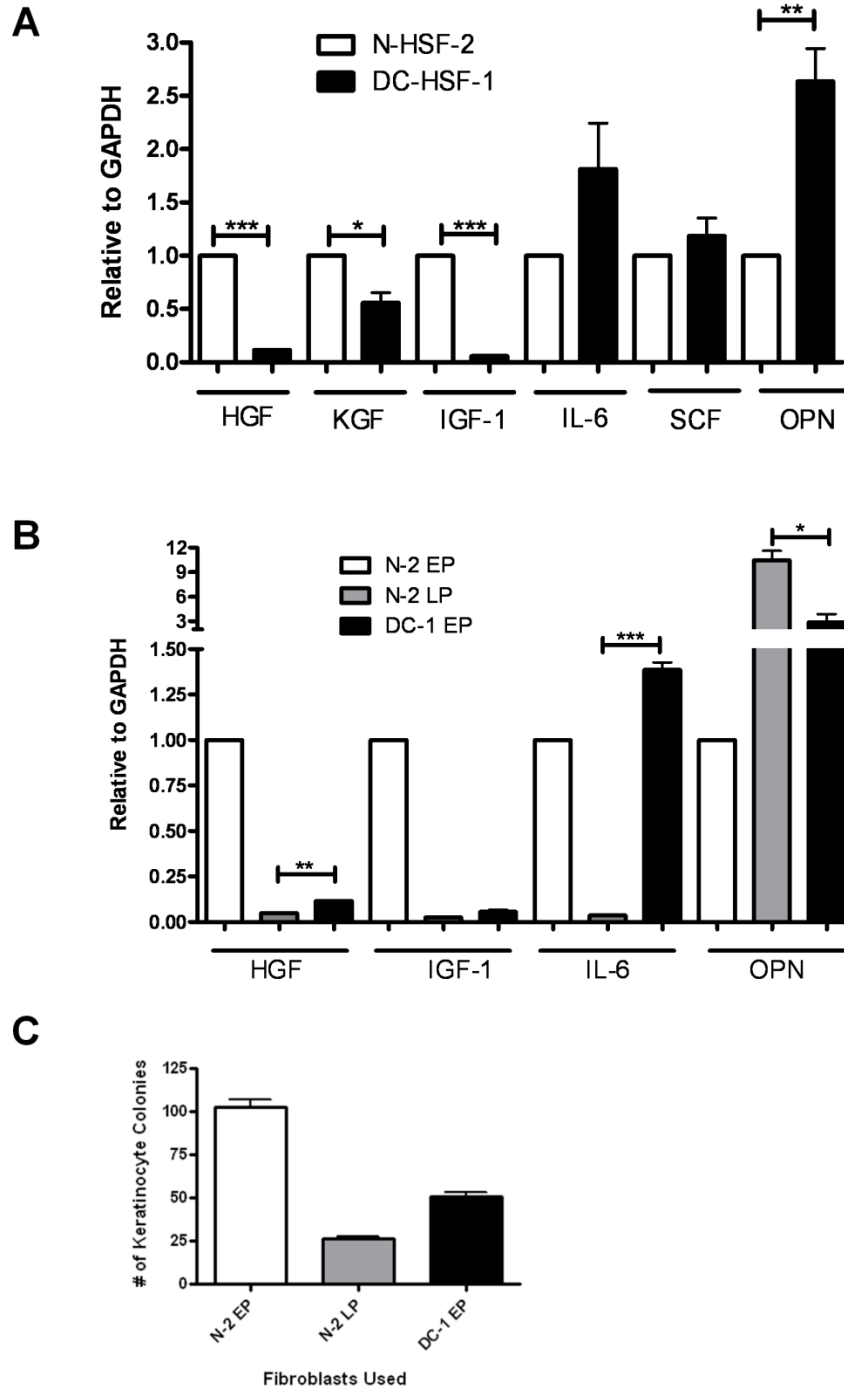 A
N-HSF-2
DC-HSF-1
Relative to GAPDH
3.0
2.5
2.0
1.5
1.0
0.5
0.0
***
*
***
**
HGF KGF IGF-1 IL-6 SCF OPN
B
N-2 EP
N-2 LP
DC-1 EP
Relative to GAPDH
12
9
6
3
1.50
1.25
1.00
0.75
0.50
0.25
0.00
**
***
*
HGF IGF-1 IL-6 OPN
C
# of Keratinocyte Colonies
125
100
75
50
25
0
N-2 EP N-2 LP DC-1 EP
Fibroblasts Used